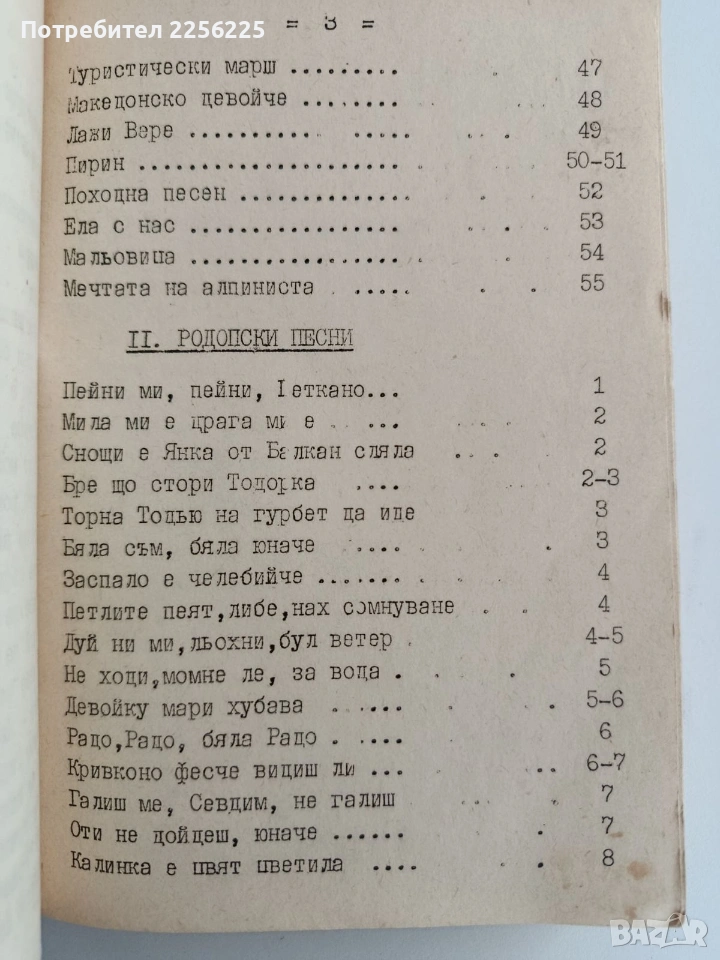 Потребител 2256225
= 3 =
Туристически марш .......... . . 47
Македонско девойче ......... . . . 48
Лажи Вере ................ . . . 49
Пирин ..................... . . 50-51
Походна песен .............. . . 52
Ела с нас ................. . . 53
Мальовица .................. . . 54
Мечтата на алпиниста ..... . . 55
II. РОДОПСКИ ПЕСНИ
Пейни ми, пейни, Геткано... 1
Мила ми е драга ми е . ... . . . 2
Снощи е Янка от Балкан сляла ... . 2
Бре що стори Тодорка .... . . . 2-3
Торна Тодью на гурбет да иде 3
Бяла съм, бяла юначе ..... . . 3
Заспало е челебийче ........ . . . 4
Петлите пеят,либе,нах сомнуване . . 4
Дуй ни ми,льохни,бул ветер . . . 4-5
Не ходи,момне ле, за вода . . . 5
Девойку мари хубава . .... . . . 5-6
Радо,Радо, бяла Радо . .... . . 6
Кривконо фесче видиш ли ... . . . 6-7
Галиш ме, Севдим, не галиш ... . 7
Оти не дойдеш, юначе ...... . 7
Калинка е цвят цветила .... . . . 8
BAZAR